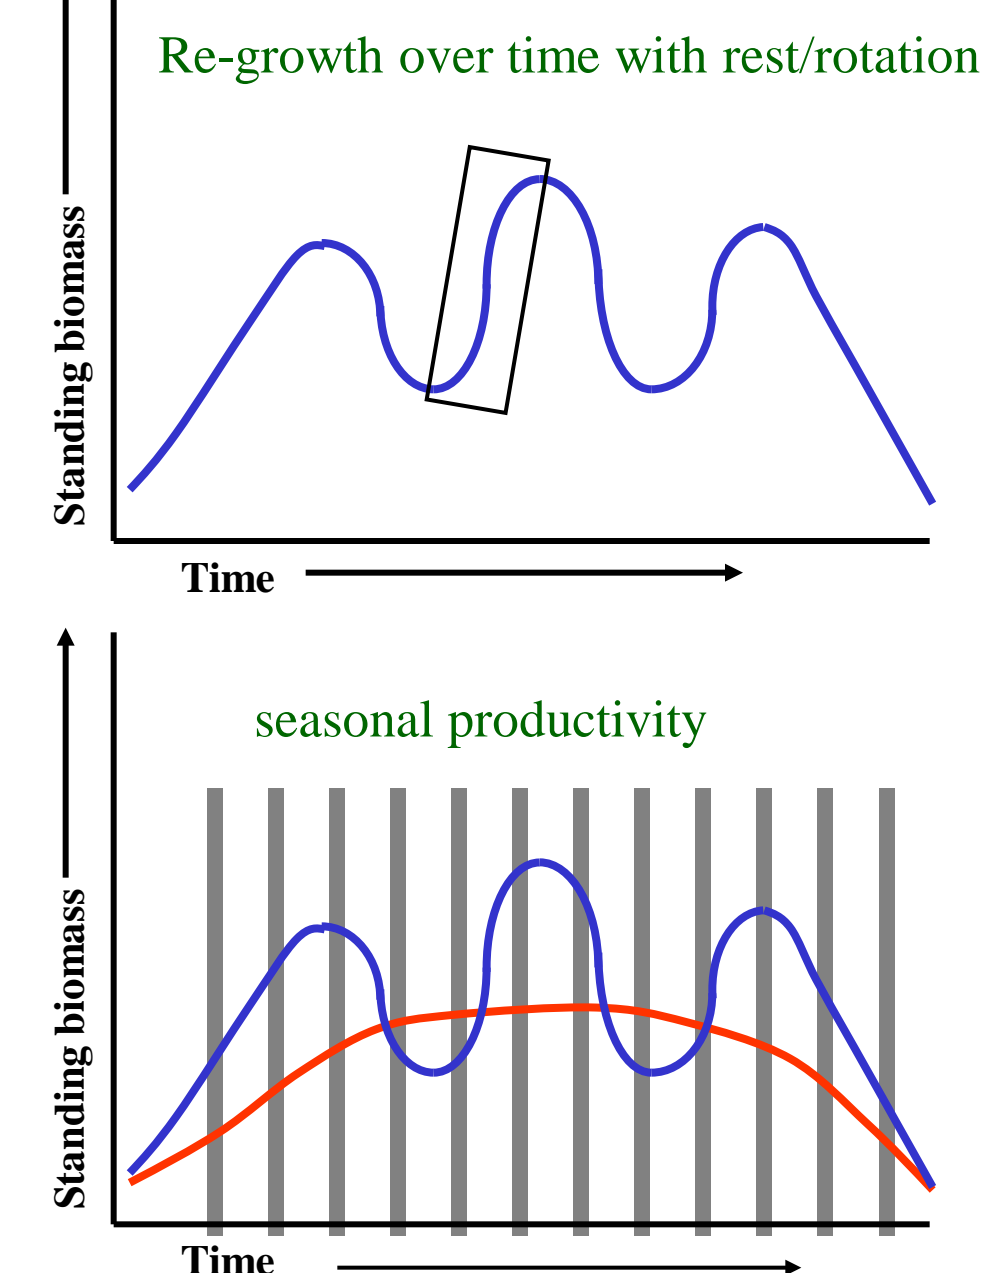 Re-growth over time with rest/rotation
Standing biomass
Time
seasonal productivity
Standing biomass
Time